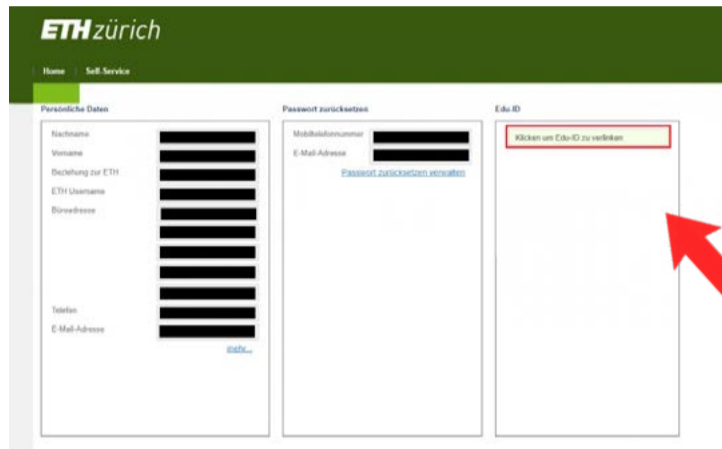 ETH zürich
Home Self-Service
Persönliche Daten
Nachname
Vorname
Beziehung zur ETH
ETH Username
Büroadresse
Telefon
E-Mail-Adresse
mehr...
Passwort zurücksetzen
Mobiltelefonnummer
E-Mail-Adresse
Passwort zurücksetzen verwalten
Edu-ID
Klicken um Edu-ID zu verlinken